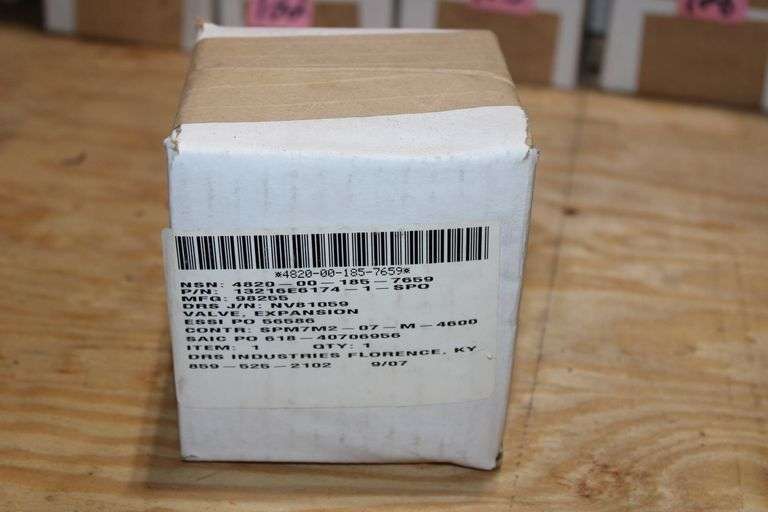 *4820-00-185-7659*
NSN: 4820-00-185-7659
P/N: 13216E6174-1-SPO
MFG: 98255
DRS J/N: NV81059
VALVE, EXPANSION
ESSI PO 56586
CONTR: SPM7M2-07-M-4600
SAIC PO 618-40706956
ITEM: 1 QTY: 1
DRS INDUSTRIES FLORENCE, KY
859-525-2102 9/07